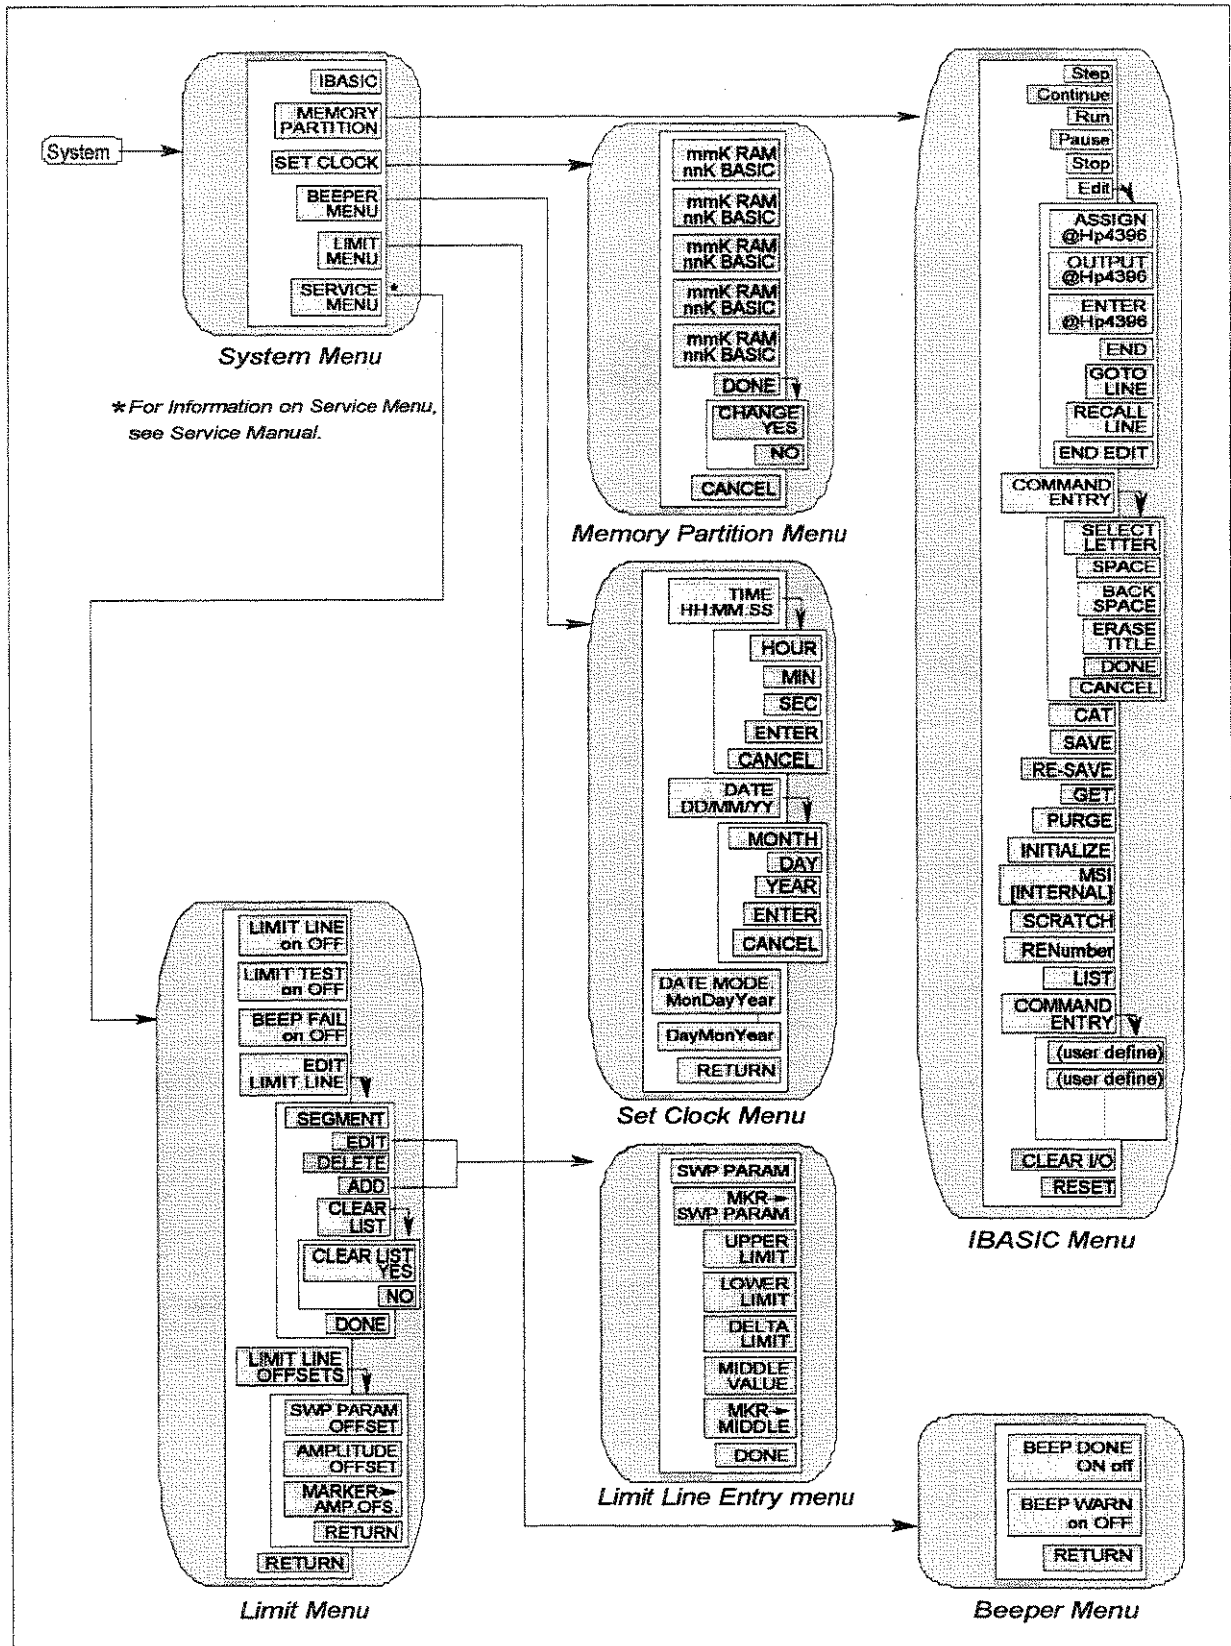 System
IBASIC
MEMORY
PARTITION
SET CLOCK
BEEPER
MENU
LIMIT
MENU
SERVICE
MENU
*
System Menu
*For Information on Service Menu,
see Service Manual.
mmK RAM
nnK BASIC
mmK RAM
nnK BASIC
mmK RAM
nnK BASIC
mmK RAM
nnK BASIC
mmK RAM
nnK BASIC
DONE
CHANGE
YES
NO
CANCEL
Memory Partition Menu
TIME
HH:MM:SS
HOUR
MIN
SEC
ENTER
CANCEL
DATE
DD/MM/YY
MONTH
DAY
YEAR
ENTER
CANCEL
DATE MODE
MonDayYear
DayMonYear
RETURN
Set Clock Menu
Step
Continue
Run
Pause
Stop
Edit
ASSIGN
@Hp4396
OUTPUT
@Hp4396
ENTER
@Hp4396
END
GOTO
LINE
RECALL
LINE
END EDIT
COMMAND
ENTRY
SELECT
LETTER
SPACE
BACK
SPACE
ERASE
TITLE
DONE
CANCEL
CAT
SAVE
RE-SAVE
GET
PURGE
INITIALIZE
MSI
[INTERNAL]
SCRATCH
RENumber
LIST
COMMAND
ENTRY
(user define)
(user define)
CLEAR I/O
RESET
IBASIC Menu
LIMIT LINE
on OFF
LIMIT TEST
on OFF
BEEP FAIL
on OFF
EDIT
LIMIT LINE
SEGMENT
EDIT
DELETE
ADD
CLEAR
LIST
CLEAR LIST
YES
NO
DONE
LIMIT LINE
OFFSETS
SWP PARAM
OFFSET
AMPLITUDE
OFFSET
MARKER→
AMP.OFS.
RETURN
RETURN
Limit Menu
SWP PARAM
MKR→
SWP PARAM
UPPER
LIMIT
LOWER
LIMIT
DELTA
LIMIT
MIDDLE
VALUE
MKR→
MIDDLE
DONE
Limit Line Entry menu
BEEP DONE
ON off
BEEP WARN
on OFF
RETURN
Beeper Menu